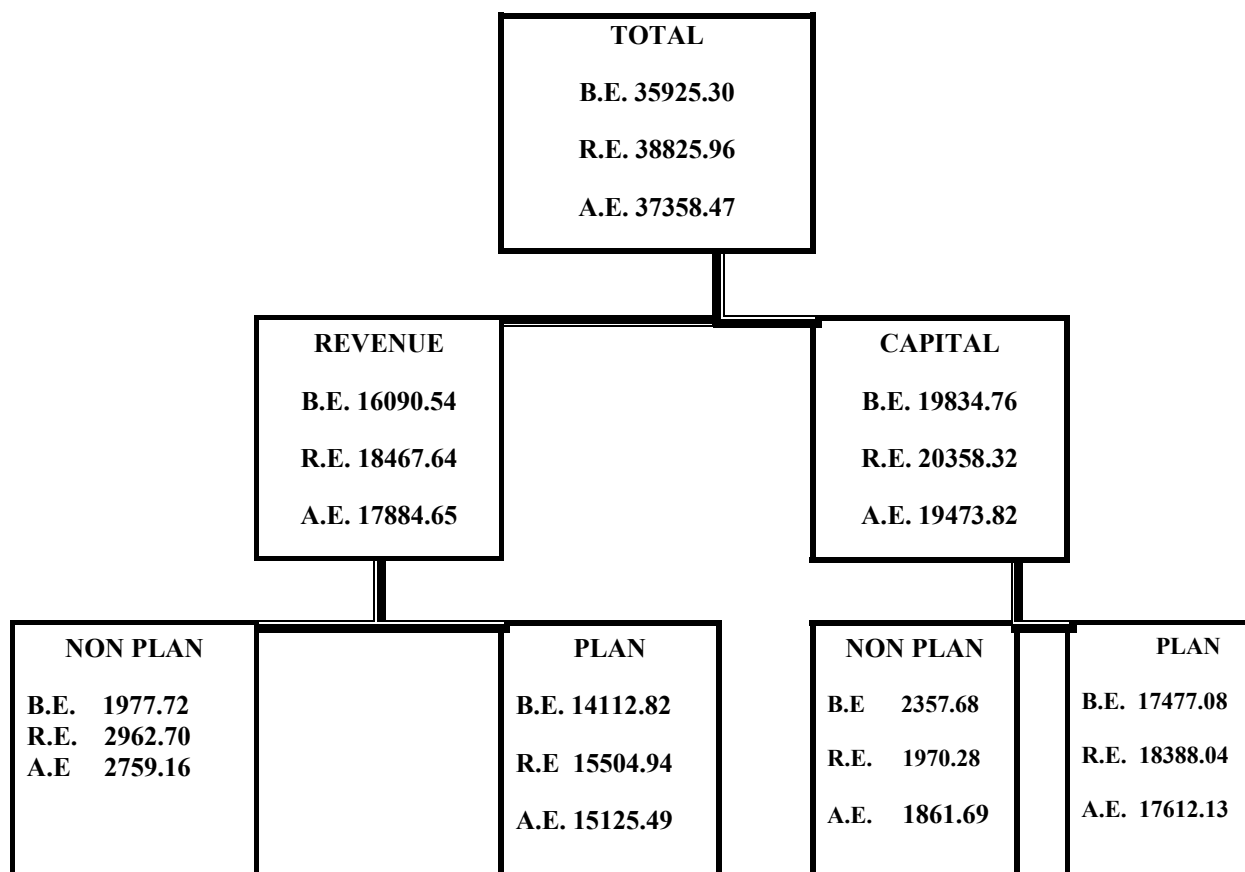 TOTAL
B.E. 35925.30
R.E. 38825.96
A.E. 37358.47
REVENUE
B.E. 16090.54
R.E. 18467.64
A.E. 17884.65
CAPITAL
B.E. 19834.76
R.E. 20358.32
A.E. 19473.82
NON PLAN
B.E. 1977.72
R.E. 2962.70
A.E 2759.16
PLAN
B.E. 14112.82
R.E 15504.94
A.E. 15125.49
NON PLAN
B.E 2357.68
R.E. 1970.28
A.E. 1861.69
PLAN
B.E. 17477.08
R.E. 18388.04
A.E. 17612.13